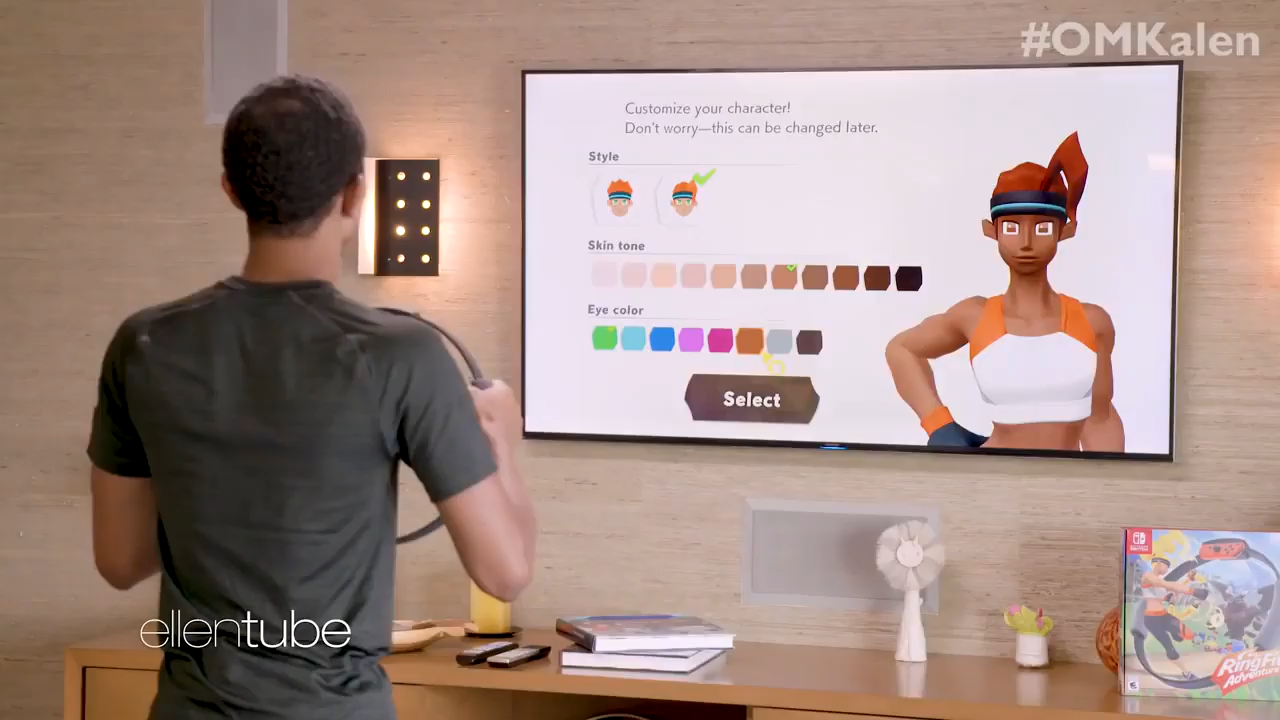 #OMKalen
Customize your character!
Don't worry—this can be changed later.
Style
Skin tone
Eye color
Select
ellentube
Ring Fit
Adventure